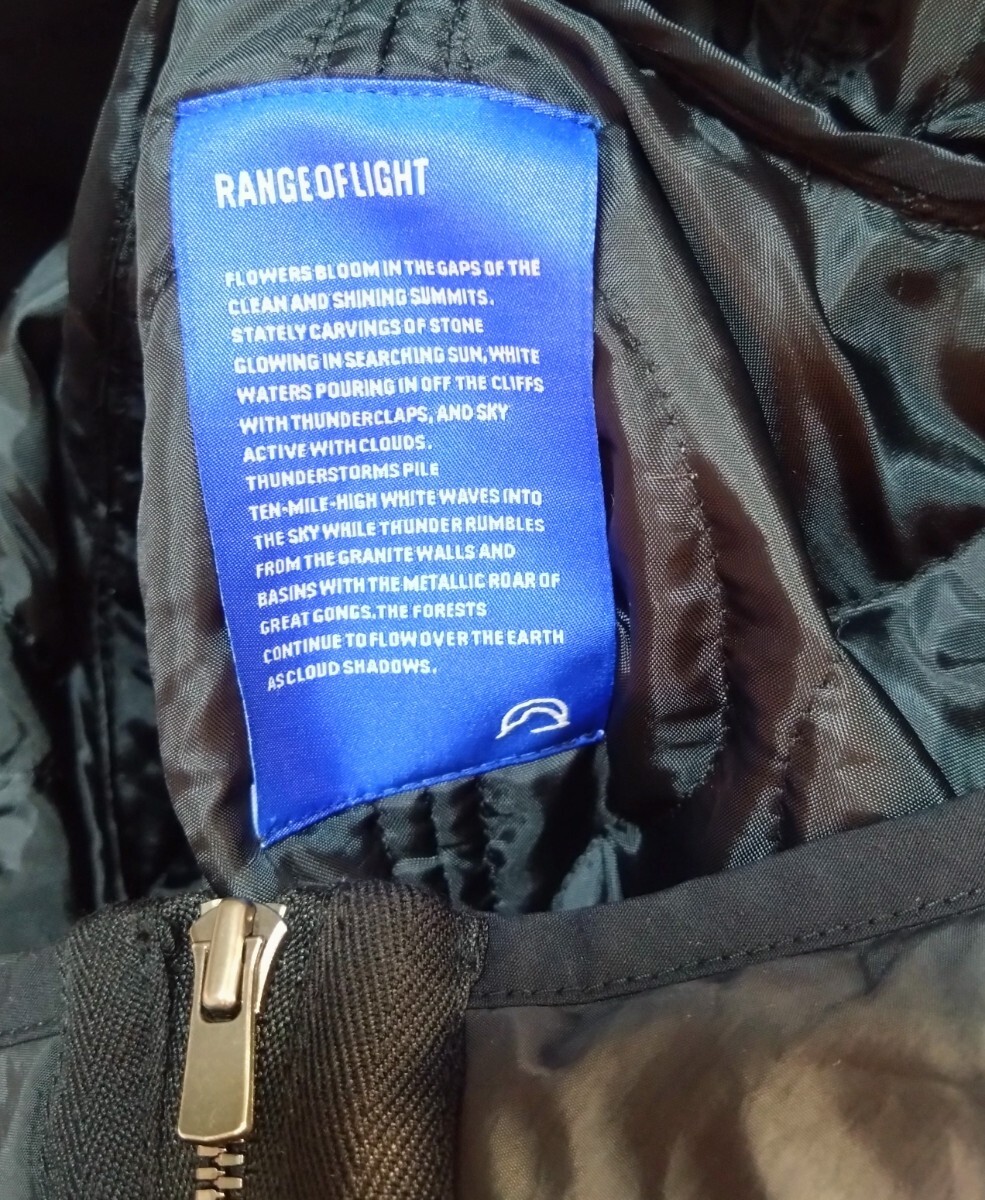 RANGE OF LIGHT
FLOWERS BLOOM IN THE GAPS OF THE
CLEAN AND SHINING SUMMITS.
STATELY CARVINGS OF STONE
GLOWING IN SEARCHING SUN, WHITE
WATERS POURING IN OFF THE CLIFFS
WITH THUNDERCLAPS, AND SKY
ACTIVE WITH CLOUDS.
THUNDERSTORMS PILE
TEN-MILE-HIGH WHITE WAVES INTO
THE SKY WHILE THUNDER RUMBLES
FROM THE GRANITE WALLS AND
BASINS WITH THE METALLIC ROAR OF
GREAT GONGS. THE FORESTS
CONTINUE TO FLOW OVER THE EARTH
AS CLOUD SHADOWS.